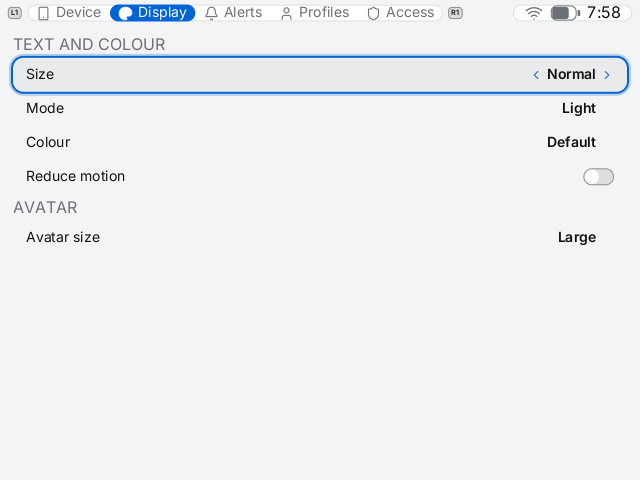 L1 Device Display Alerts Profiles Access R1 7:58
TEXT AND COLOUR
Size Normal
Mode Light
Colour Default
Reduce motion
AVATAR
Avatar size Large